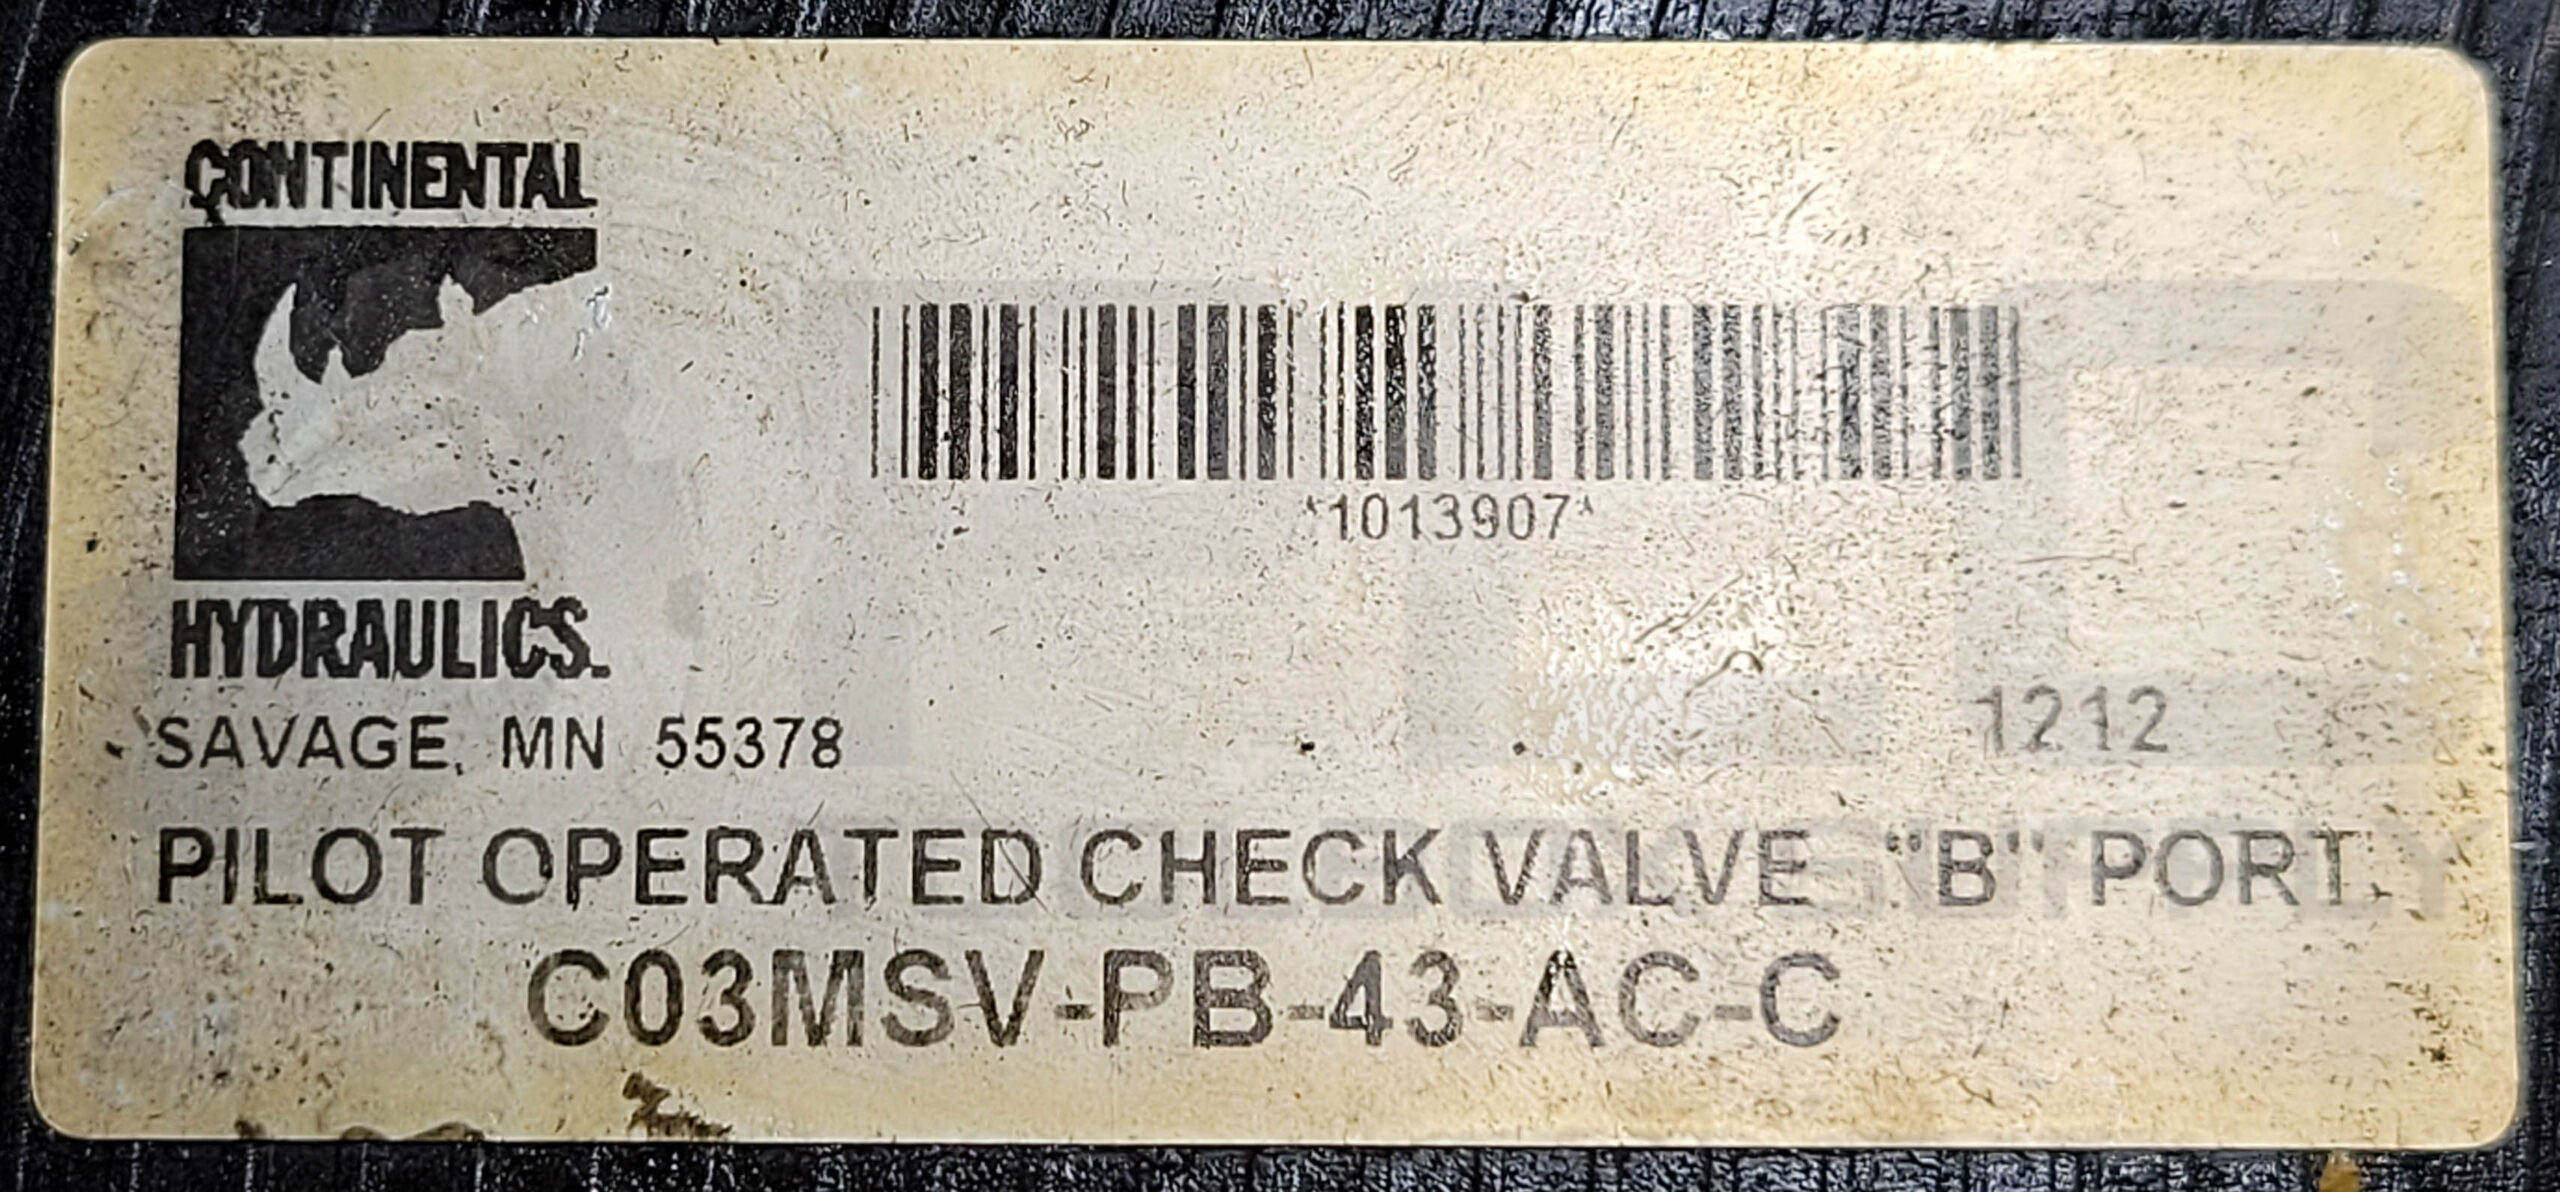 CONTINENTAL
HYDRAULICS.
*1013907*
SAVAGE, MN 55378
1212
PILOT OPERATED CHECK VALVE "B" PORT
C03MSV-PB-43-AC-C